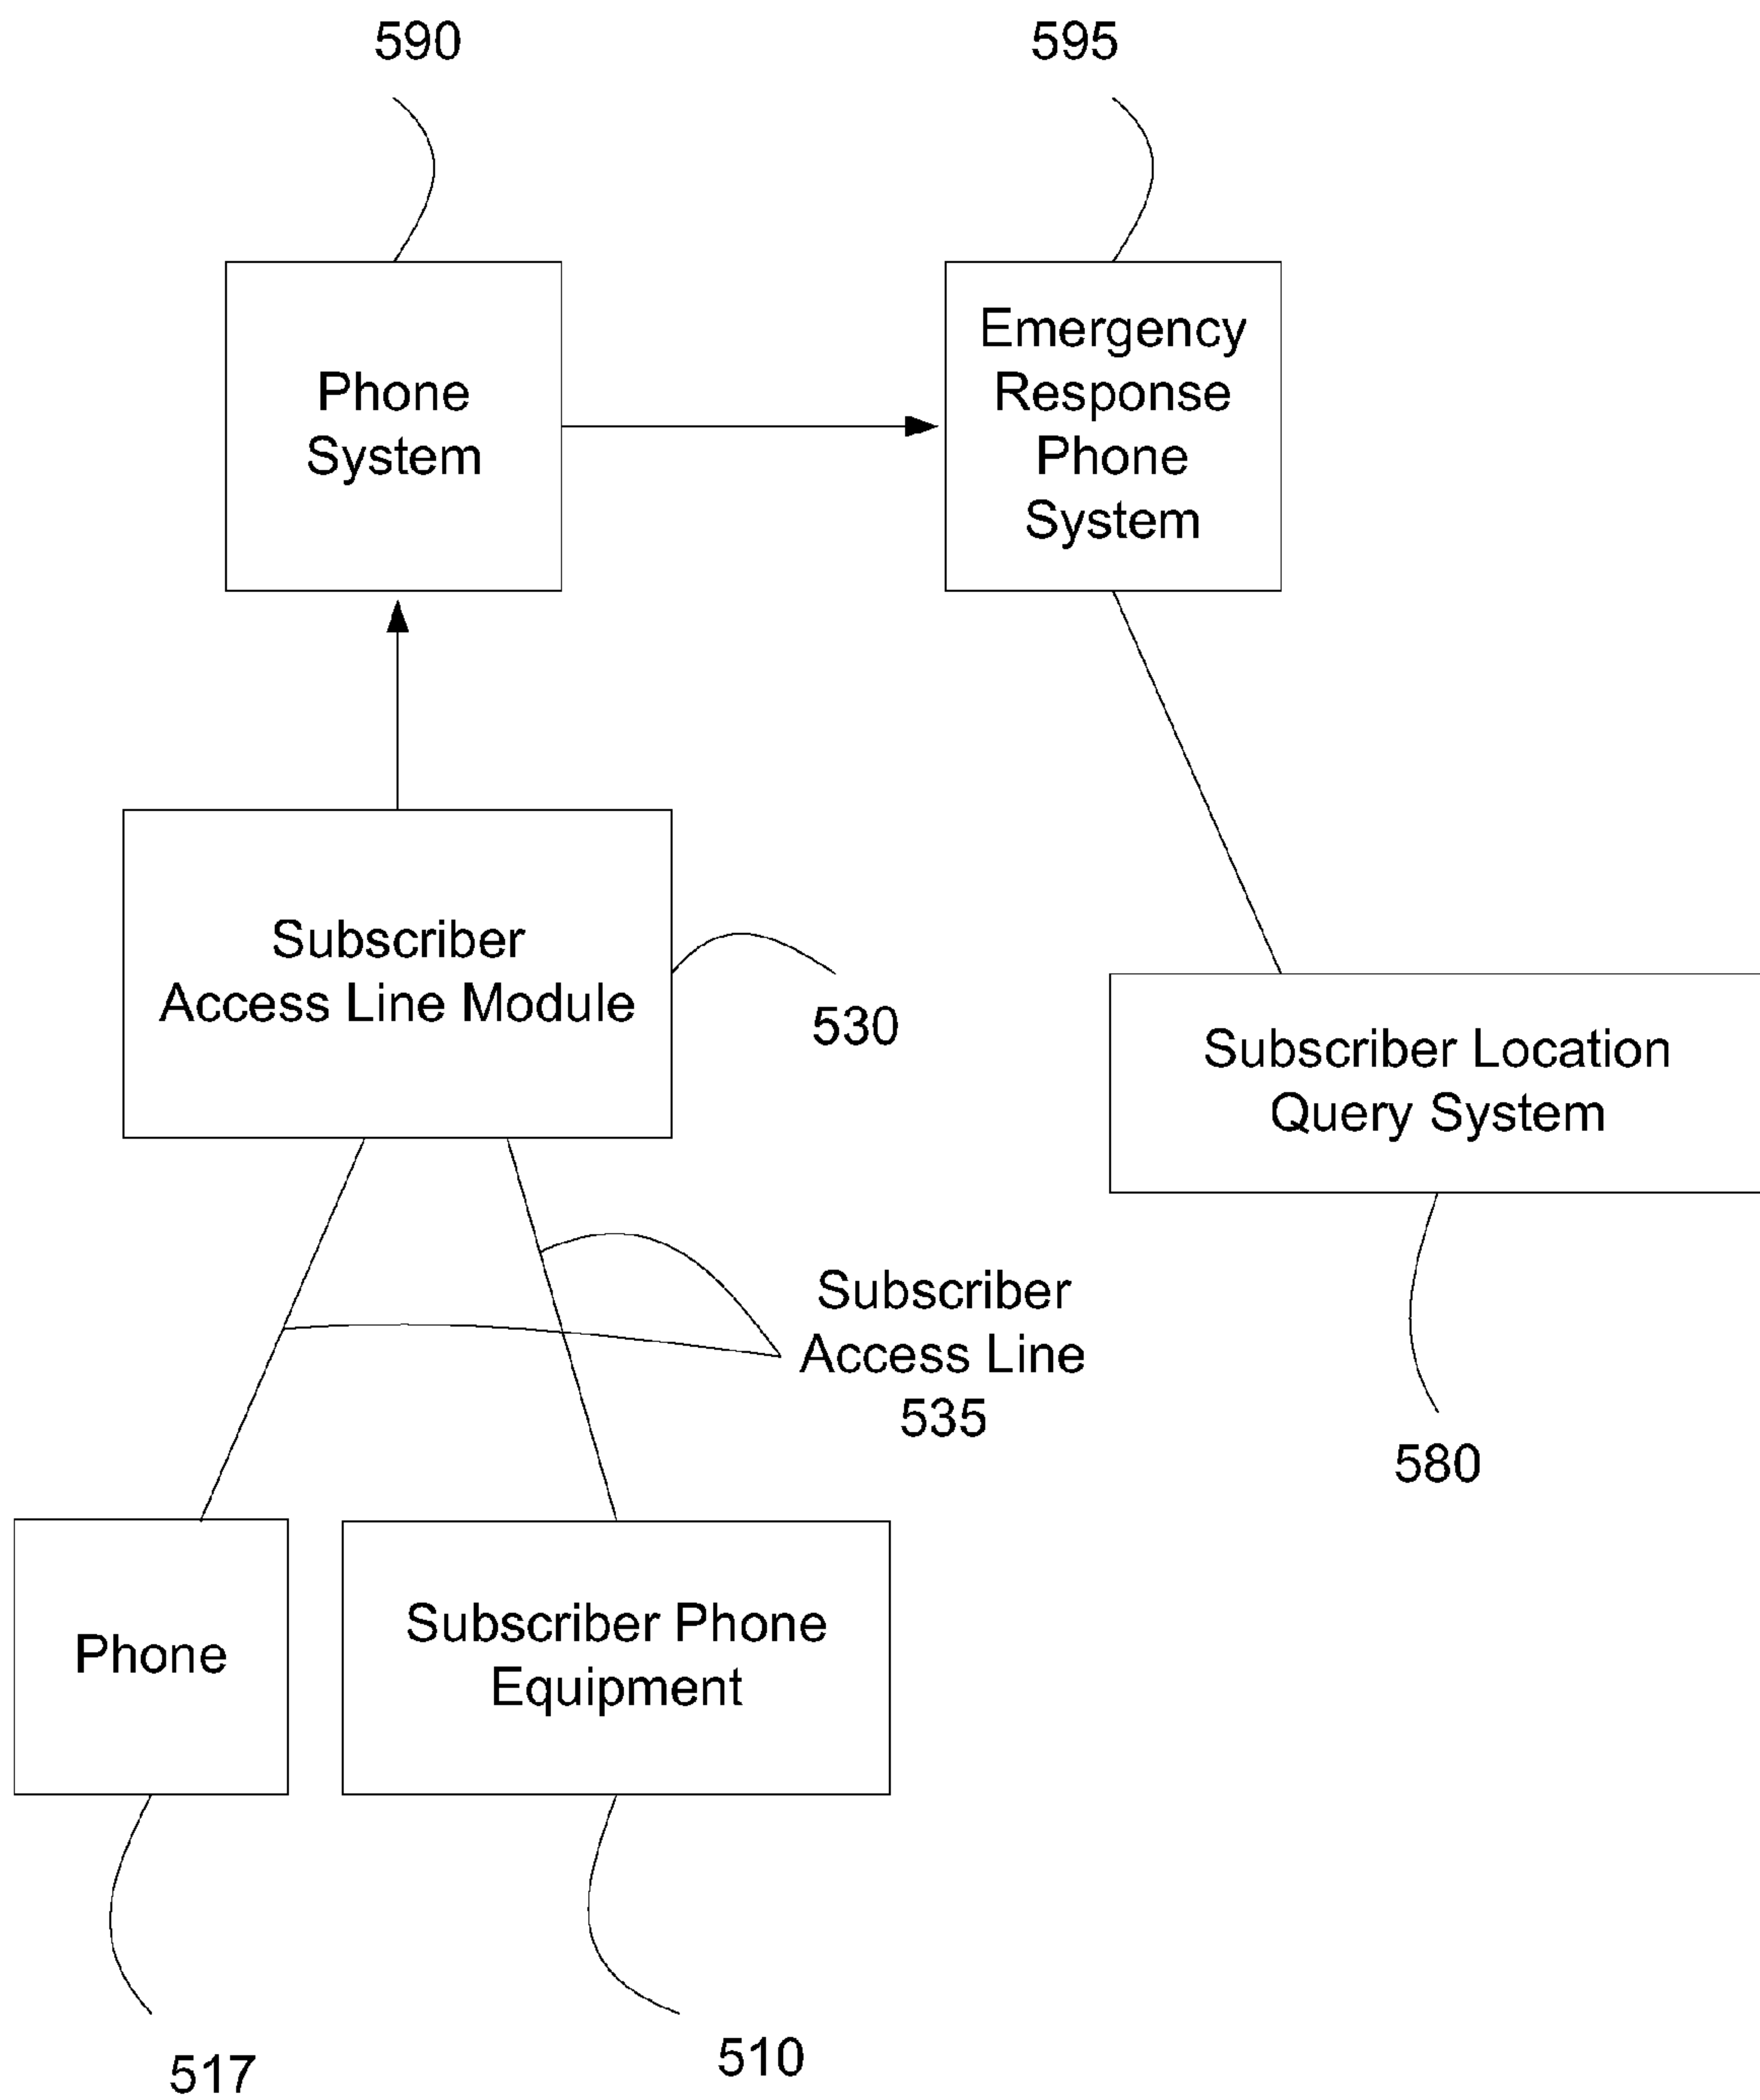 590
595
Phone
System
Emergency
Response
Phone
System
Subscriber
Access Line Module
530
Subscriber Location
Query System
Subscriber
Access Line
535
580
Phone
Subscriber Phone
Equipment
517
510